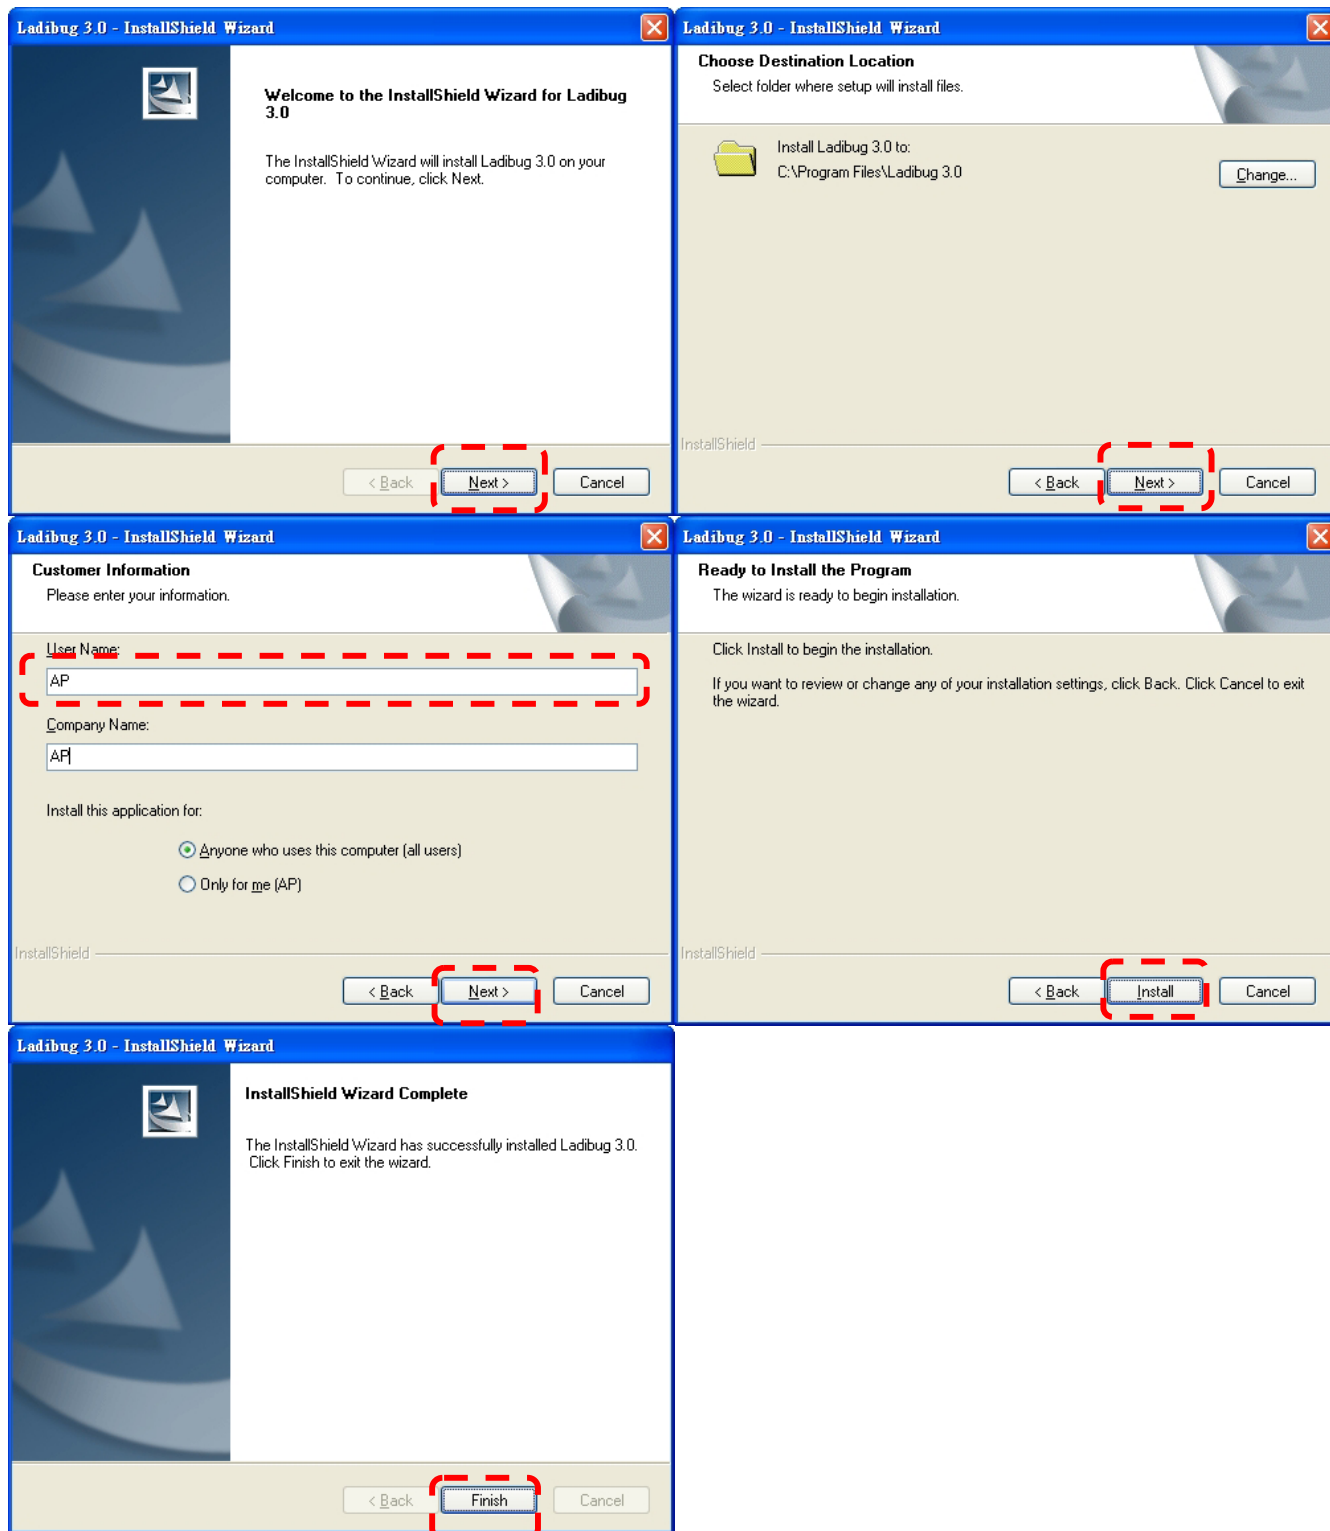 Ladibug 3.0 - InstallShield Wizard
Welcome to the InstallShield Wizard for Ladibug
3.0
The InstallShield Wizard will install Ladibug 3.0 on your
computer. To continue, click Next.
< Back
Next >
Cancel
Ladibug 3.0 - InstallShield Wizard
Choose Destination Location
Select folder where setup will install files.
Install Ladibug 3.0 to:
C:\Program Files\Ladibug 3.0
Change...
InstallShield
< Back
Next >
Cancel
Ladibug 3.0 - InstallShield Wizard
Customer Information
Please enter your information.
User Name:
AP
Company Name:
AP
Install this application for:
Anyone who uses this computer (all users)
Only for me (AP)
InstallShield
< Back
Next >
Cancel
Ladibug 3.0 - InstallShield Wizard
Ready to Install the Program
The wizard is ready to begin installation.
Click Install to begin the installation.
If you want to review or change any of your installation settings, click Back. Click Cancel to exit
the wizard.
InstallShield
< Back
Install
Cancel
Ladibug 3.0 - InstallShield Wizard
InstallShield Wizard Complete
The InstallShield Wizard has successfully installed Ladibug 3.0.
Click Finish to exit the wizard.
< Back
Finish
Cancel